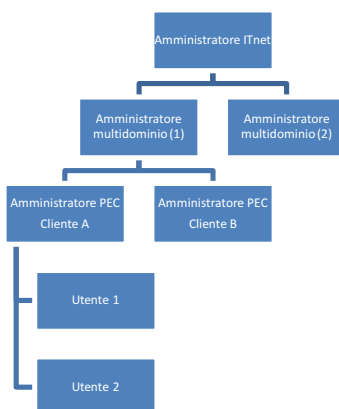 Amministratore ITnet
Amministratore
multidominio (1)
Amministratore
multidominio (2)
Amministratore PEC
Cliente A
Amministratore PEC
Cliente B
Utente 1
Utente 2